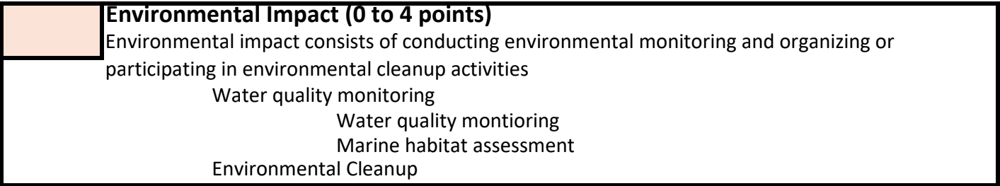 Environmental Impact (0 to 4 points)
Environmental impact consists of conducting environmental monitoring and organizing or
participating in environmental cleanup activities
Water quality monitoring
Water quality montioring
Marine habitat assessment
Environmental Cleanup